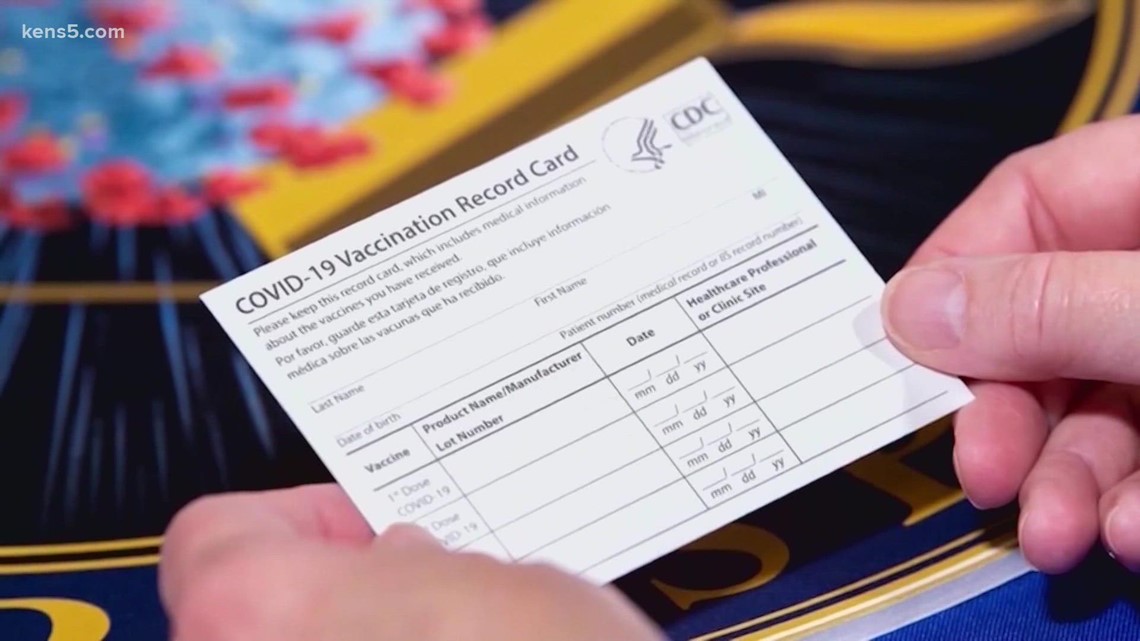 kens5.com
CDC
COVID-19 Vaccination Record Card
Please keep this record card, which includes medical information
about the vaccines you have received.
Por favor, guarde esta tarjeta de registro, que incluye información
médica sobre las vacunas que ha recibido.
Last Name First Name MI
Date of birth Patient number (medical record or IIS record number)
Vaccine Product Name/Manufacturer Date Healthcare Professional
Lot Number or Clinic Site
1st Dose
COVID-19
mm dd yy
Dose
mm dd yy
mm dd yy
mm dd yy
S